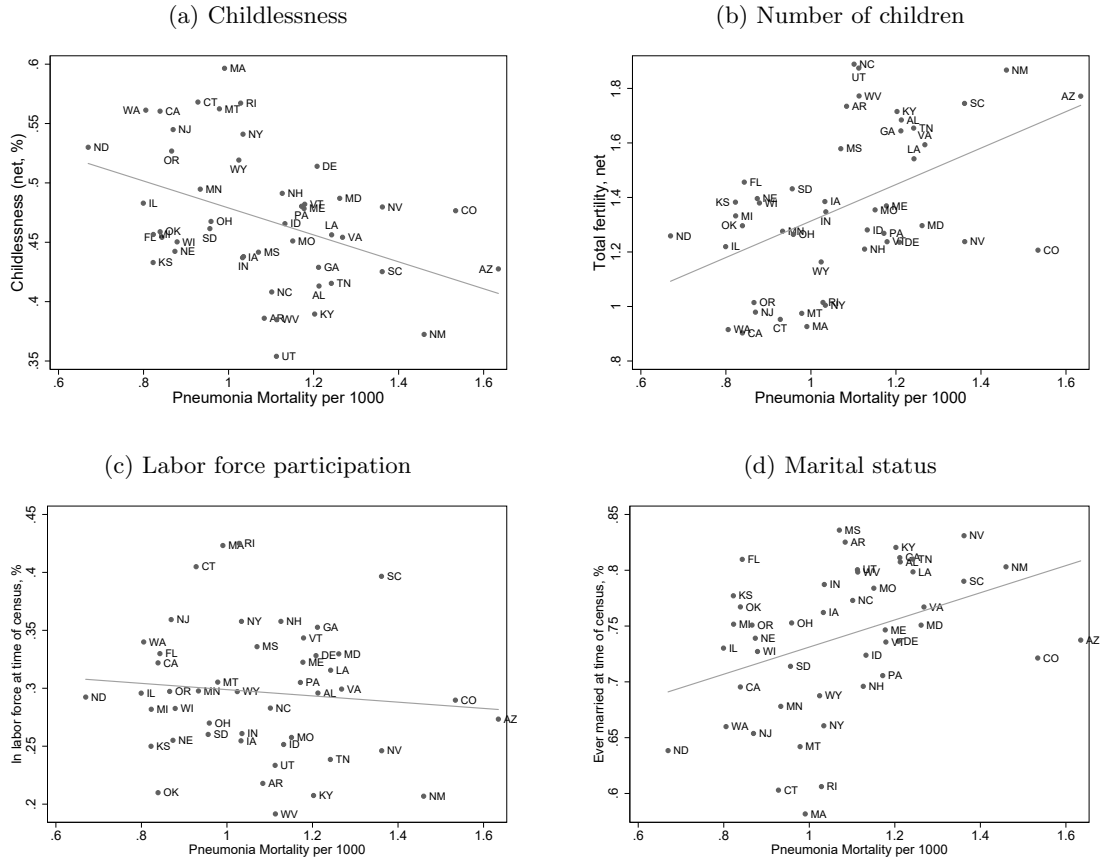 (a) Childlessness
Childlessness (net, %)
.6
.55
.5
.45
.4
.35
MA
CT
RI
WA
CA
MT
NJ
NY
ND
OR
WY
DE
MN
NH
IL
VT
ME
PA
MD
NV
CO
OH
SD
ID
LA
FL
MI
OK
WI
MO
VA
NE
KS
IA
IN
MS
GA
SC
AZ
TN
AL
NC
AR
WV
KY
NM
UT
.6
.8
1
1.2
1.4
1.6
Pneumonia Mortality per 1000
(b) Number of children
Total fertility, net
1.8
1.6
1.4
1.2
1
.8
NC
UT
NM
WV
AZ
AR
SC
KY
AL
GA
TN
VA
MS
LA
FL
SD
KS
NE
WI
IA
MI
IN
MO
ME
OK
MN
OH
ID
PA
MD
ND
IL
NH
VT
DE
NV
CO
WY
OR
NJ
RI
NY
MT
CT
WA
CA
MA
.6
.8
1
1.2
1.4
1.6
Pneumonia Mortality per 1000
(c) Labor force participation
In labor force at time of census, %
.45
.4
.35
.3
.25
.2
MA
RI
CT
SC
NJ
NY
NH
GA
WA
VT
FL
MS
CA
DE
MD
ME
LA
MT
PA
ND
IL
OR
MN
WY
AL
VA
CO
MI
WI
NC
AZ
OH
SD
IN
IA
MO
ID
KS
NE
NV
UT
TN
AR
OK
KY
NM
WV
.6
.8
1
1.2
1.4
1.6
Pneumonia Mortality per 1000
(d) Marital status
Ever married at time of census, %
.85
.8
.75
.7
.65
.6
MS
AR
NV
KY
FL
GA
AL
TN
UT
WV
LA
NM
SC
IN
MO
KS
OK
NC
VA
IA
MI
OR
OH
MD
NE
ME
VT
DE
AZ
IL
WI
ID
CO
SD
PA
CA
NH
WY
MN
WA
NJ
NY
ND
MT
CT
RI
MA
.6
.8
1
1.2
1.4
1.6
Pneumonia Mortality per 1000